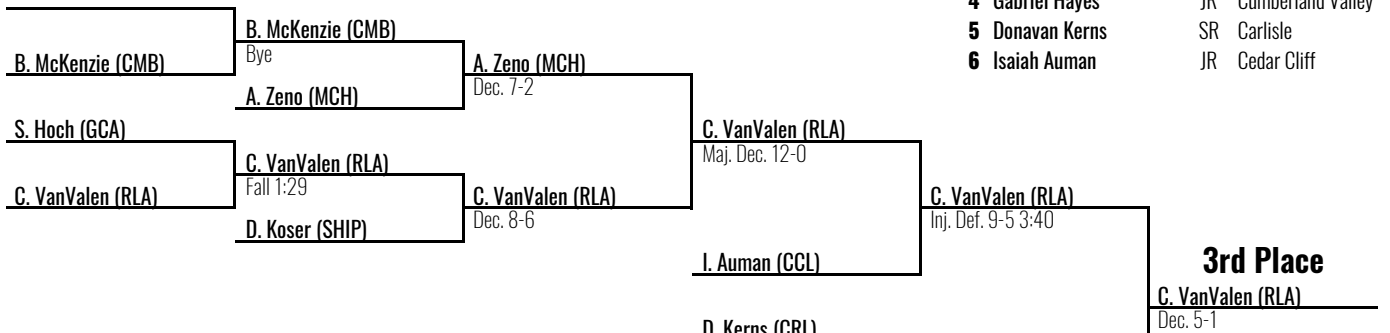 4 Gabriel Hayes JR Cumberland Valley
B. McKenzie (CMB)
5 Donavan Kerns SR Carlisle
Bye
B. McKenzie (CMB)
A. Zeno (MCH)
6 Isaiah Auman JR Cedar Cliff
Dec. 7-2
A. Zeno (MCH)
S. Hoch (GCA)
C. VanValen (RLA)
Maj. Dec. 12-0
C. VanValen (RLA)
Fall 1:29
C. VanValen (RLA)
C. VanValen (RLA)
C. VanValen (RLA)
Dec. 8-6
Inj. Def. 9-5 3:40
D. Koser (SHIP)
I. Auman (CCL)
3rd Place
C. VanValen (RLA)
Dec. 5-1
D. Kerns (CRL)